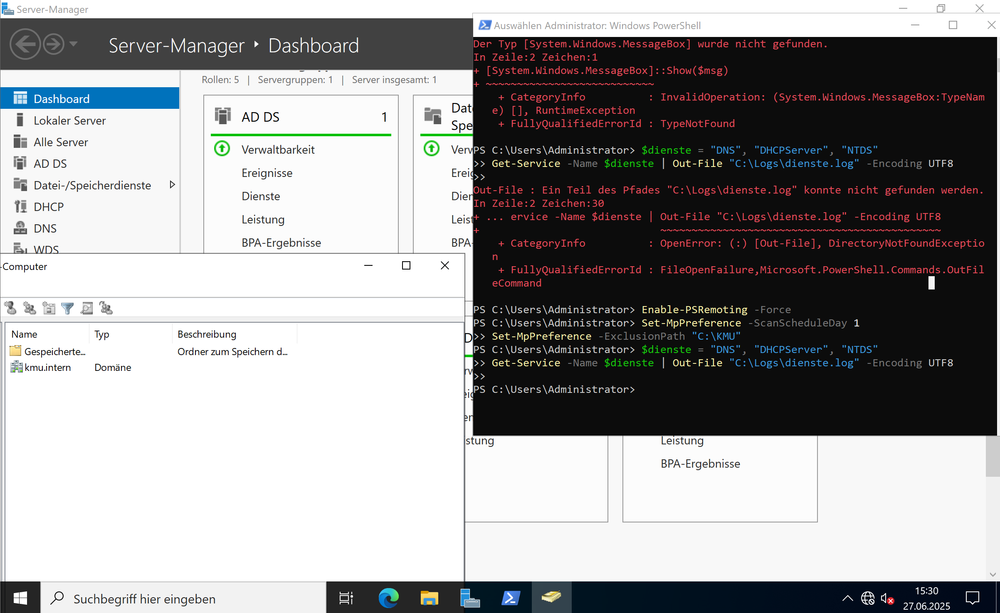 Server-Manager
Server-Manager ‣ Dashboard
Rollen: 5 | Servergruppen: 1 | Server insgesamt: 1
Dashboard
Lokaler Server
Alle Server
AD DS
Datei-/Speicherdienste
DHCP
DNS
WDS
AD DS 1
Verwaltbarkeit
Ereignisse
Dienste
Leistung
BPA-Ergebnisse
Dat
Spe
Verw
Ereig
Dien
Leist
BPA-
-Computer
Name Typ Beschreibung
Gespeicherte... Ordner zum Speichern d...
kmu.intern Domäne
D
rw
eig
en
istung
Leistung
BPA-Ergebnisse
Auswählen Administrator: Windows PowerShell
Der Typ [System.Windows.MessageBox] wurde nicht gefunden.
In Zeile:2 Zeichen:1
+ [System.Windows.MessageBox]::Show($msg)
+ ~~~~~~~~~~~~~~~~~~~~~~~~~~~
+ CategoryInfo : InvalidOperation: (System.Windows.MessageBox:TypeNam
e) [], RuntimeException
+ FullyQualifiedErrorId : TypeNotFound
PS C:\Users\Administrator> $dienste = "DNS", "DHCPServer", "NTDS"
>> Get-Service -Name $dienste | Out-File "C:\Logs\dienste.log" -Encoding UTF8
>>
Out-File : Ein Teil des Pfades "C:\Logs\dienste.log" konnte nicht gefunden werden.
In Zeile:2 Zeichen:30
+ ... ervice -Name $dienste | Out-File "C:\Logs\dienste.log" -Encoding UTF8
+ ~~~~~~~~~~~~~~~~~~~~~~~~~~~~~~~~~~~~~~~~~~~~~
+ CategoryInfo : OpenError: (:) [Out-File], DirectoryNotFoundExceptio
n
+ FullyQualifiedErrorId : FileOpenFailure,Microsoft.PowerShell.Commands.OutFil
eCommand
PS C:\Users\Administrator> Enable-PSRemoting -Force
PS C:\Users\Administrator> Set-MpPreference -ScanScheduleDay 1
>> Set-MpPreference -ExclusionPath "C:\KMU"
PS C:\Users\Administrator> $dienste = "DNS", "DHCPServer", "NTDS"
>> Get-Service -Name $dienste | Out-File "C:\Logs\dienste.log" -Encoding UTF8
>>
PS C:\Users\Administrator>
Suchbegriff hier eingeben
15:30
27.06.2025